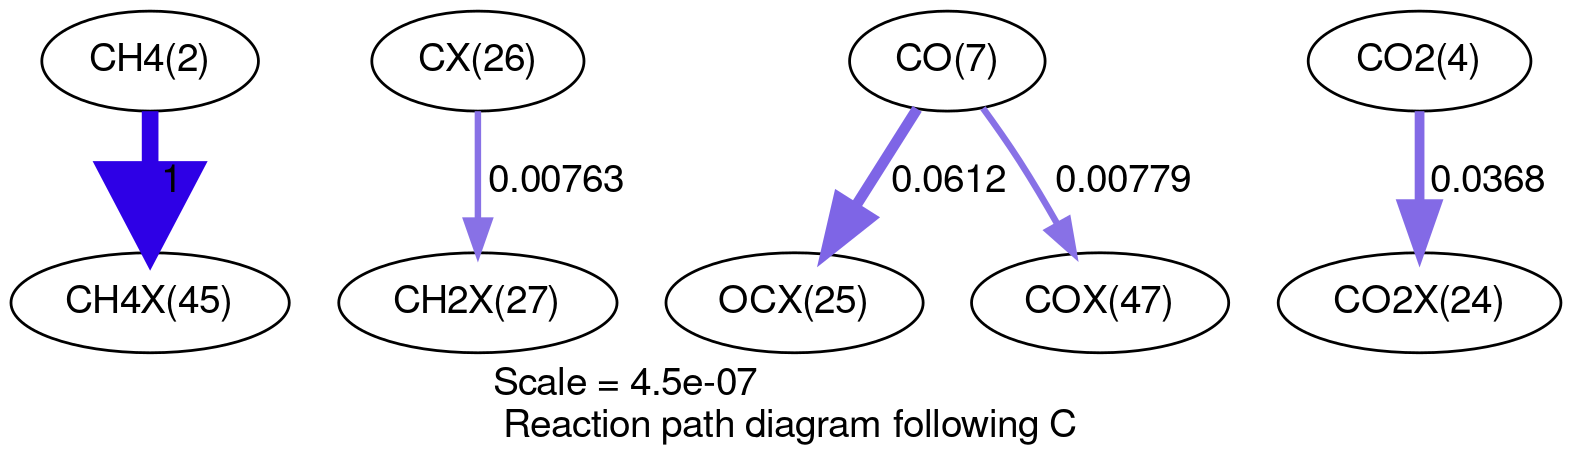 CH4(2)
CX(26)
CO(7)
CO2(4)
1
0.00763
0.0612
0.00779
0.0368
CH4X(45)
CH2X(27)
OCX(25)
COX(47)
CO2X(24)
Scale = 4.5e-07
Reaction path diagram following C